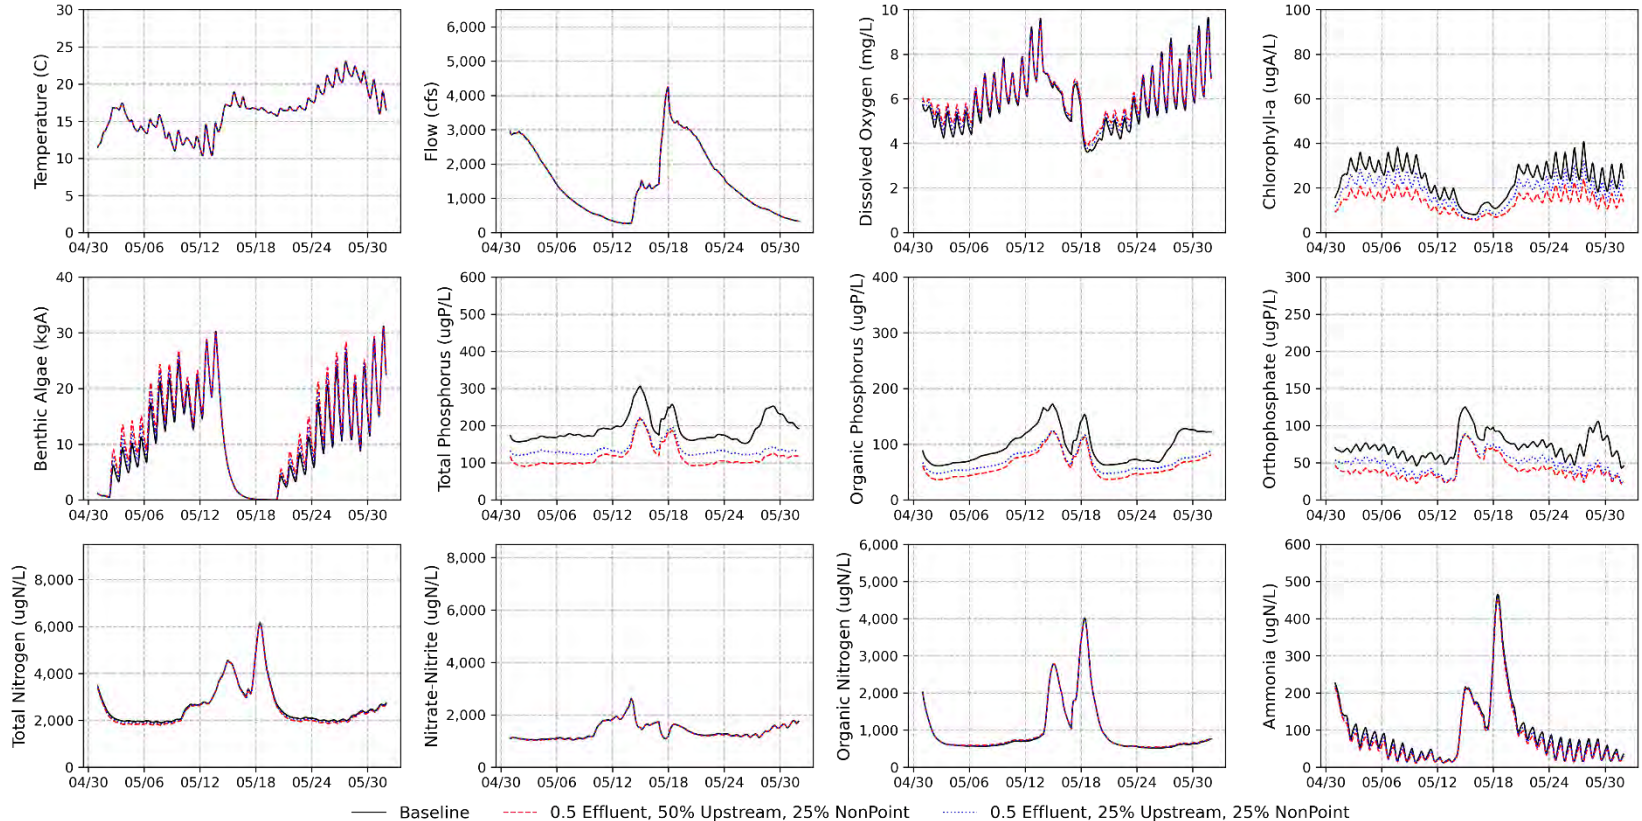 Temperature (C)
30
25
20
15
10
5
0
04/30 05/06 05/12 05/18 05/24 05/30
Flow (cfs)
6,000
5,000
4,000
3,000
2,000
1,000
0
04/30 05/06 05/12 05/18 05/24 05/30
Dissolved Oxygen (mg/L)
10
8
6
4
2
0
04/30 05/06 05/12 05/18 05/24 05/30
Chlorophyll-a (ugA/L)
100
80
60
40
20
0
04/30 05/06 05/12 05/18 05/24 05/30
Benthic Algae (kgA)
40
30
20
10
0
04/30 05/06 05/12 05/18 05/24 05/30
Total Phosphorus (ugP/L)
600
500
400
300
200
100
0
04/30 05/06 05/12 05/18 05/24 05/30
Organic Phosphorus (ugP/L)
400
300
200
100
0
04/30 05/06 05/12 05/18 05/24 05/30
Orthophosphate (ugP/L)
300
250
200
150
100
50
0
04/30 05/06 05/12 05/18 05/24 05/30
Total Nitrogen (ugN/L)
8,000
6,000
4,000
2,000
0
04/30 05/06 05/12 05/18 05/24 05/30
Nitrate-Nitrite (ugN/L)
8,000
6,000
4,000
2,000
0
04/30 05/06 05/12 05/18 05/24 05/30
Organic Nitrogen (ugN/L)
6,000
5,000
4,000
3,000
2,000
1,000
0
04/30 05/06 05/12 05/18 05/24 05/30
Ammonia (ugN/L)
600
500
400
300
200
100
0
04/30 05/06 05/12 05/18 05/24 05/30
Baseline 0.5 Effluent, 50% Upstream, 25% NonPoint 0.5 Effluent, 25% Upstream, 25% NonPoint